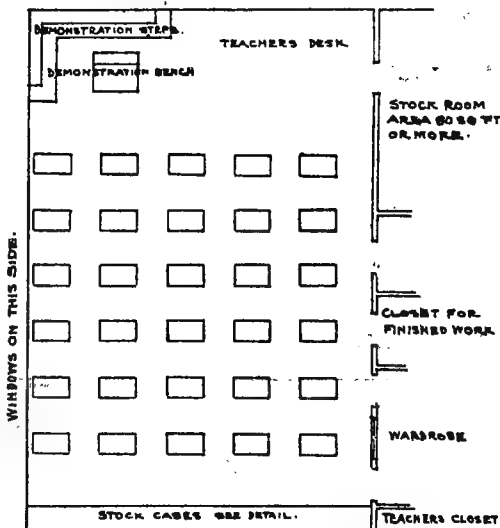 DEMONSTRATION STEPS.
TEACHERS DESK
DEMONSTRATION BENCH
STOCK ROOM
AREA 80 SQ FT
OR MORE.
WINDOWS ON THIS SIDE.
CLOSET FOR
FINISHED WORK
WARDROBE
STOCK CASES SEE DETAIL.
TEACHERS CLOSET